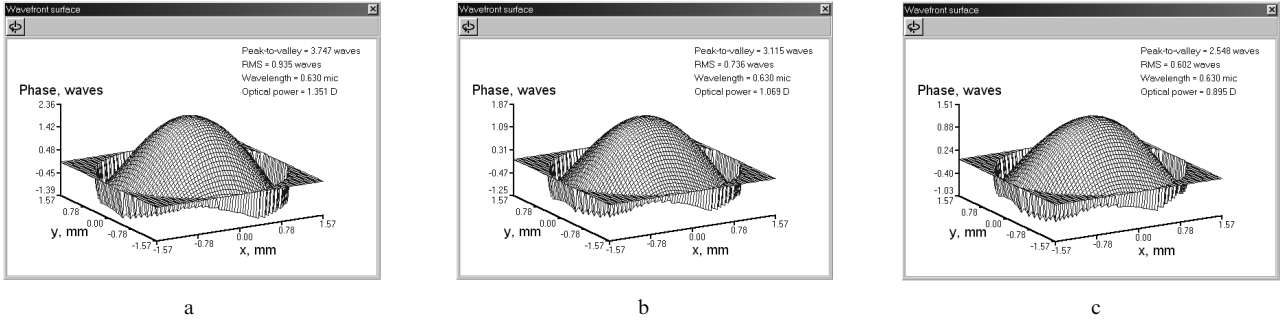 Wavefront surface
Peak-to-valley = 3.747 waves
RMS = 0.935 waves
Wavelength = 0.630 mic
Optical power = 1.351 D
Phase, waves
2.36
1.42
0.48
-0.45
-1.39
1.57
0.78
0.00
-0.78
-1.57
y, mm
-1.57
-0.78
0.00
0.78
1.57
x, mm
a
Wavefront surface
Peak-to-valley = 3.115 waves
RMS = 0.736 waves
Wavelength = 0.630 mic
Optical power = 1.069 D
Phase, waves
1.87
1.09
0.31
-0.47
-1.25
1.57
0.78
0.00
-0.78
-1.57
y, mm
-1.57
-0.78
0.00
0.78
1.57
x, mm
b
Wavefront surface
Peak-to-valley = 2.548 waves
RMS = 0.602 waves
Wavelength = 0.630 mic
Optical power = 0.895 D
Phase, waves
1.51
0.88
0.24
-0.40
-1.03
1.57
0.78
0.00
-0.78
-1.57
y, mm
-1.57
-0.78
0.00
0.78
1.57
x, mm
c